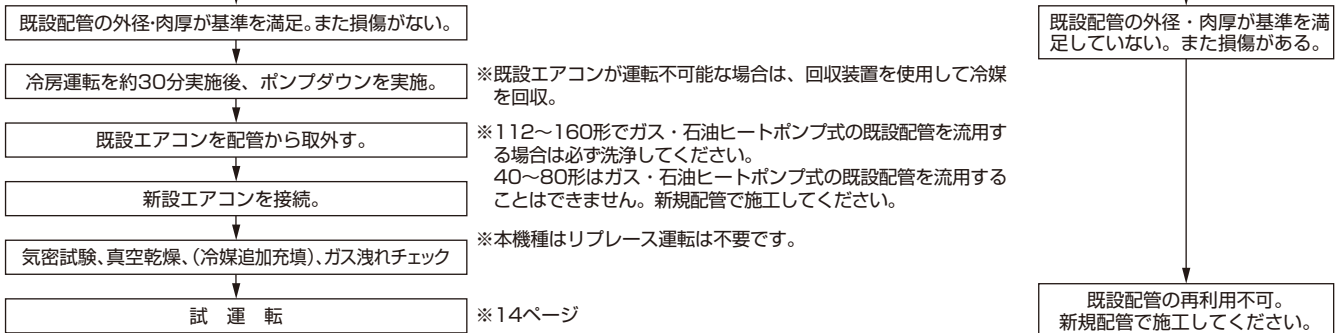 既設配管の外径・肉厚が基準を満足。また損傷がない。
冷房運転を約30分実施後、ポンプダウンを実施。
※既設エアコンが運転不可能な場合は、回収装置を使用して冷媒
を回収。
既設エアコンを配管から取外す。
※112～160形でガス・石油ヒートポンプ式の既設配管を流用す
る場合は必ず洗浄してください。
40～80形はガス・石油ヒートポンプ式の既設配管を流用する
ことはできません。新規配管で施工してください。
新設エアコンを接続。
※本機種はリプレース運転は不要です。
気密試験、真空乾燥、(冷媒追加充填)、ガス洩れチェック
試　運　転
※14ページ
既設配管の外径・肉厚が基準を満
足していない。また損傷がある。
既設配管の再利用不可。
新規配管で施工してください。